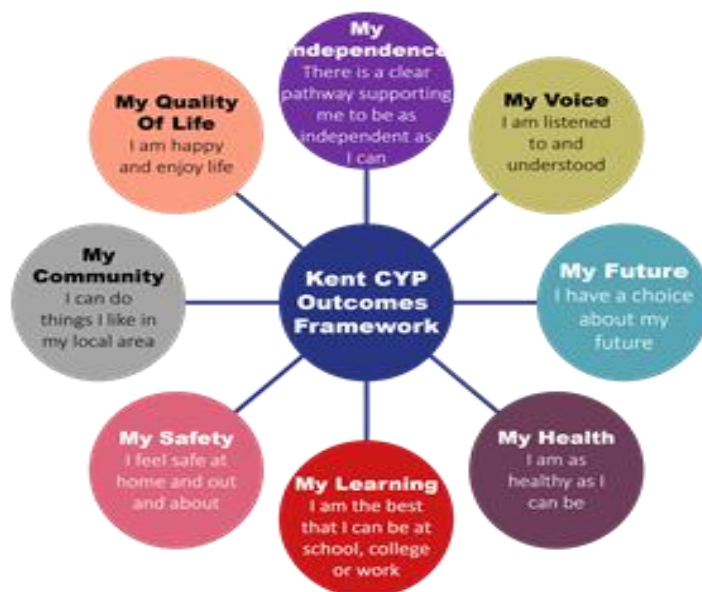 My
Independence
There is a clear
pathway supporting
me to be as
independent as
I can
My Voice
I am listened
to and
understood
My Future
I have a choice
about my
future
My Health
I am as
healthy as I
can be
My Learning
I am the best
that I can be at
school, college
or work
My Safety
I feel safe at
home and out
and about
My
Community
I can do
things I like in
my local area
My Quality
Of Life
I am happy
and enjoy life
Kent CYP
Outcomes
Framework